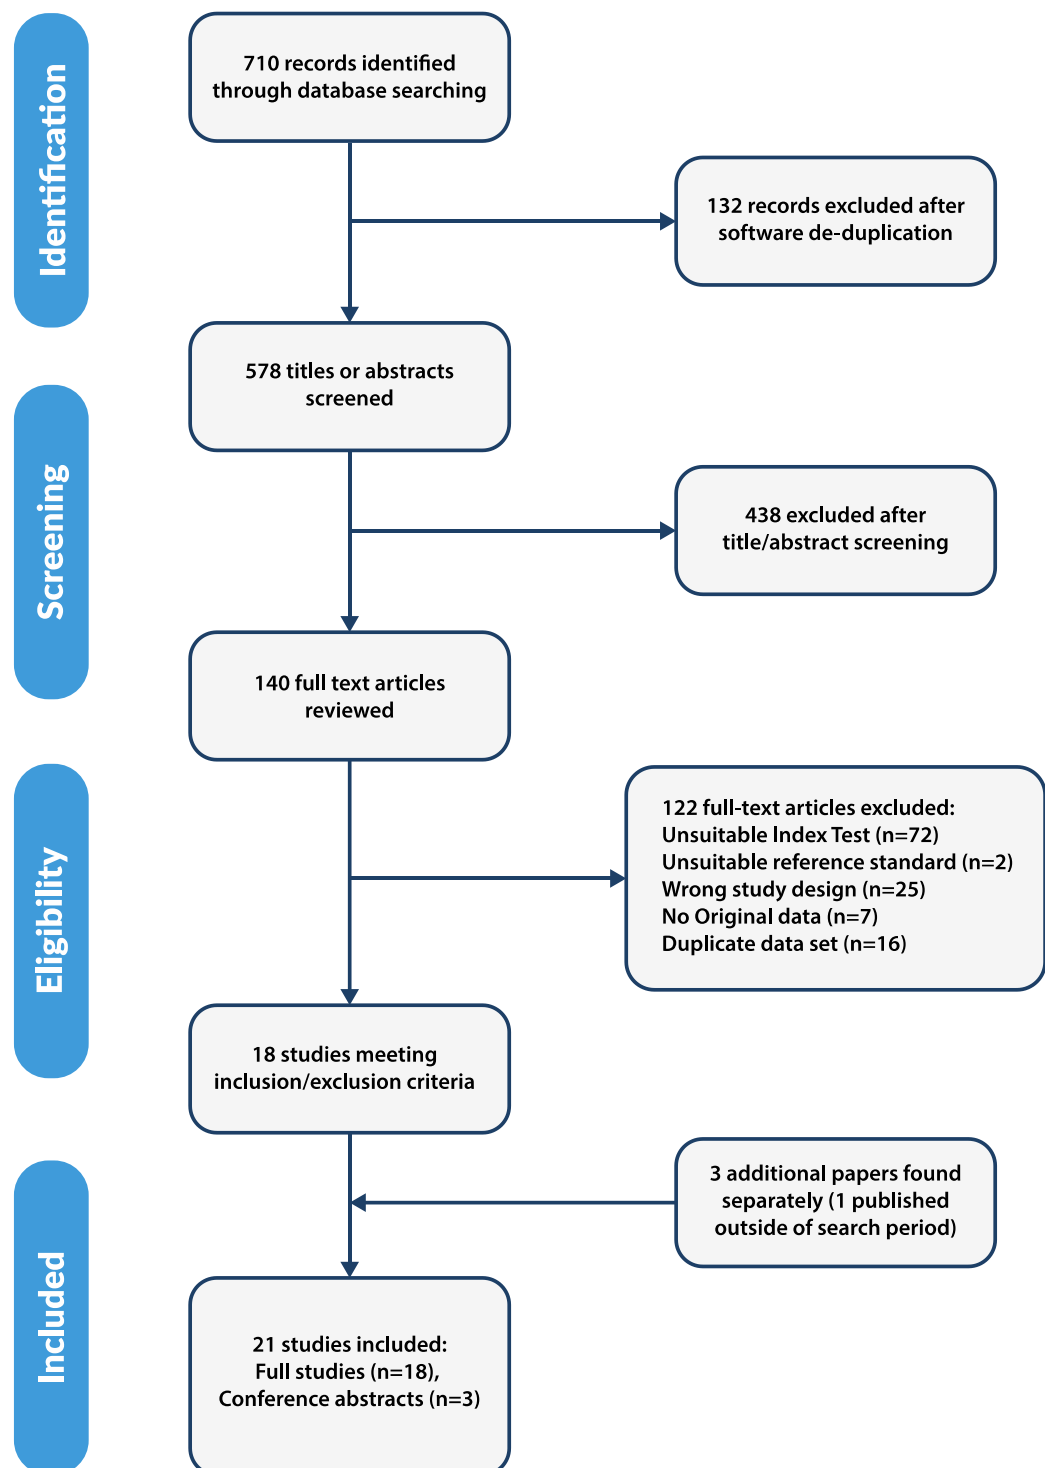 Identification
710 records identified
through database searching
132 records excluded after
software de-duplication
Screening
578 titles or abstracts
screened
438 excluded after
title/abstract screening
140 full text articles
reviewed
Eligibility
122 full-text articles excluded:
Unsuitable Index Test (n=72)
Unsuitable reference standard (n=2)
Wrong study design (n=25)
No Original data (n=7)
Duplicate data set (n=16)
18 studies meeting
inclusion/exclusion criteria
Included
3 additional papers found
separately (1 published
outside of search period)
21 studies included:
Full studies (n=18),
Conference abstracts (n=3)